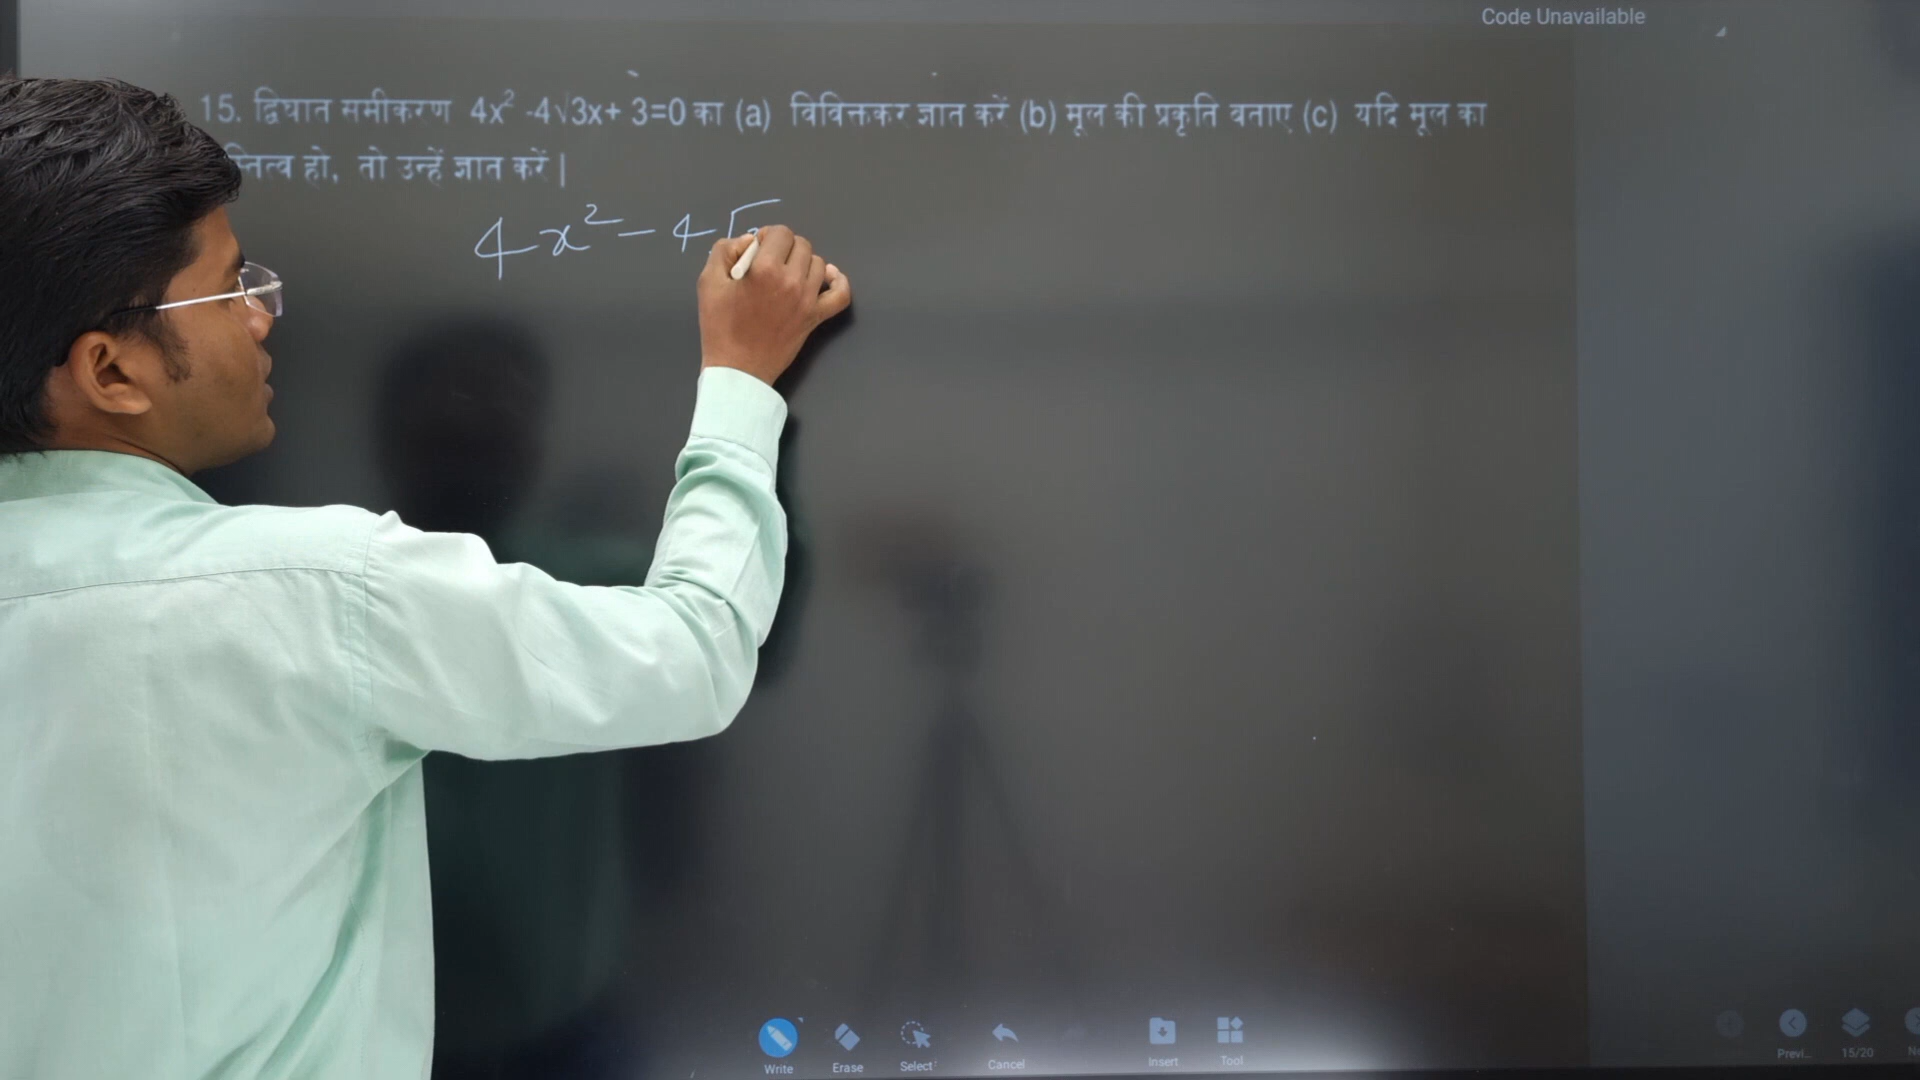 Code Unavailable
15. द्विघात समीकरण 4x² -4√3x+ 3=0 का (a) विविक्तकर ज्ञात करें (b) मूल की प्रकृति बताए (c) यदि मूल का
हो, तो उन्हें ज्ञात करें |
4x² - 4√
Write Erase Select Cancel Insert Tool Previ... 15/20